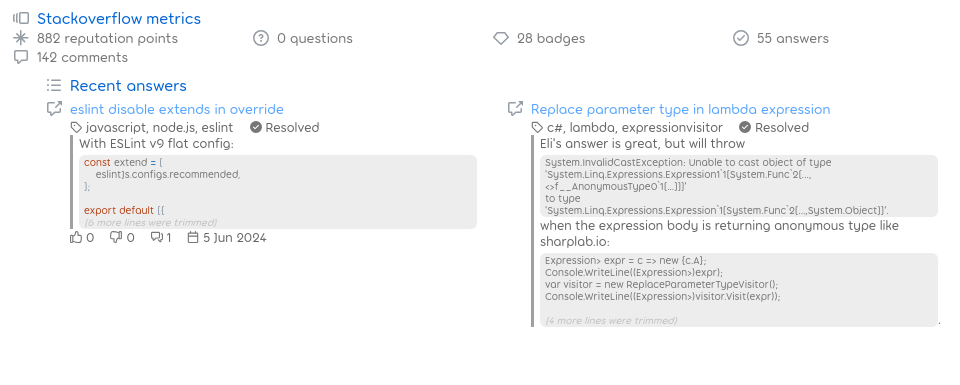 Stackoverflow metrics
882 reputation points
0 questions
28 badges
55 answers
142 comments
Recent answers
eslint disable extends in override
javascript, node.js, eslint Resolved
With ESLint v9 flat config:
const extend = [
eslintJs.configs.recommended,
];
export default [{
(6 more lines were trimmed)
0 0 1 5 Jun 2024
Replace parameter type in lambda expression
c#, lambda, expressionvisitor Resolved
Eli's answer is great, but will throw
System.InvalidCastException: Unable to cast object of type
'System.Linq.Expressions.Expression1`1[System.Func`2[...,
<>f__AnonymousType0`1[...]]]'
to type
'System.Linq.Expressions.Expression`1[System.Func`2[...,System.Object]]'.
when the expression body is returning anonymous type like
sharplab.io:
Expression> expr = c => new {c.A};
Console.WriteLine((Expression>)expr);
var visitor = new ReplaceParameterTypeVisitor();
Console.WriteLine((Expression>)visitor.Visit(expr));
(4 more lines were trimmed)
.